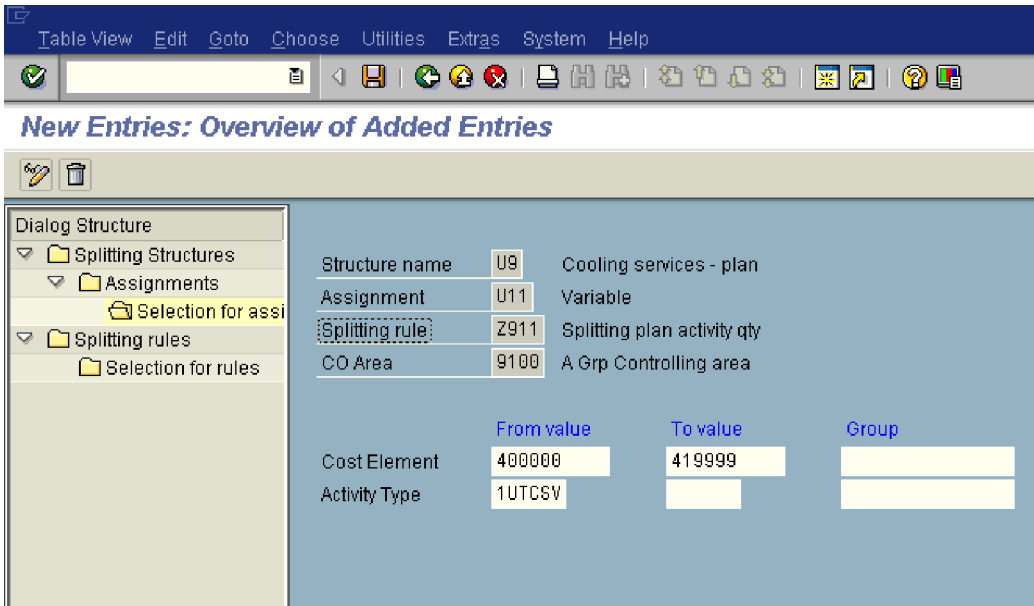 Table View Edit Goto Choose Utilities Extras System Help
New Entries: Overview of Added Entries
Dialog Structure
Splitting Structures
Assignments
Selection for assi
Splitting rules
Selection for rules
Structure name U9 Cooling services - plan
Assignment U11 Variable
Splitting rule Z911 Splitting plan activity qty
CO Area 9100 A Grp Controlling area
From value To value Group
Cost Element 400000 419999
Activity Type 1UTCSV